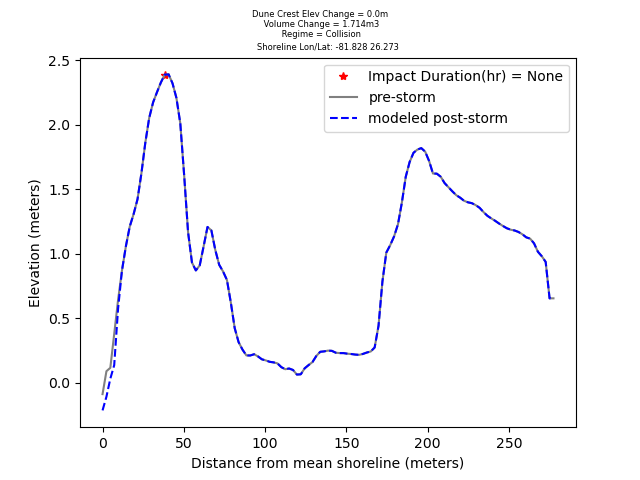 Dune Crest Elev Change = 0.0m
Volume Change = 1.714m3
Regime = Collision
Shoreline Lon/Lat: -81.828 26.273
Impact Duration(hr) = None
pre-storm
modeled post-storm
Elevation (meters)
2.5
2.0
1.5
1.0
0.5
0.0
0 50 100 150 200 250
Distance from mean shoreline (meters)